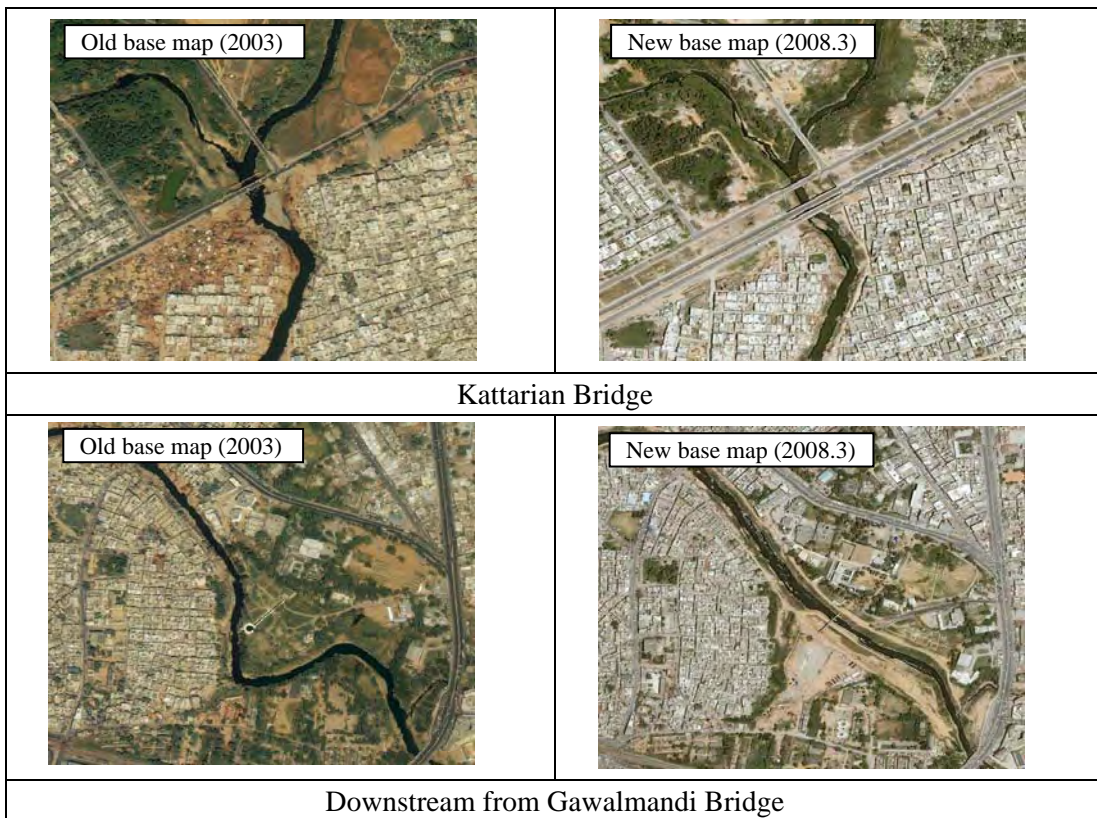 Old base map (2003)
New base map (2008.3)
Kattarian Bridge
Old base map (2003)
New base map (2008.3)
Downstream from Gawalmandi Bridge